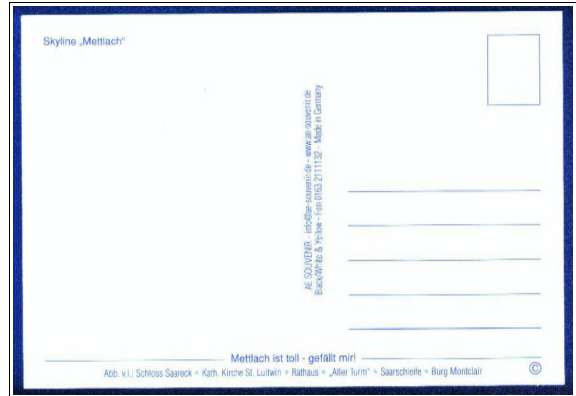 Skyline „Mettlach“
AE SOUVENIR - info@ae-souvenir.de - www.ae-souvenir.de
Black/White & Yellow - Fon 0163 2111132 - Made in Germany
Mettlach ist toll - gefällt mir!
Abb. v.l.: Schloss Saareck • Kath. Kirche St. Lutwin • Rathaus • „Alter Turm“ • Saarschleife • Burg Montclair
©